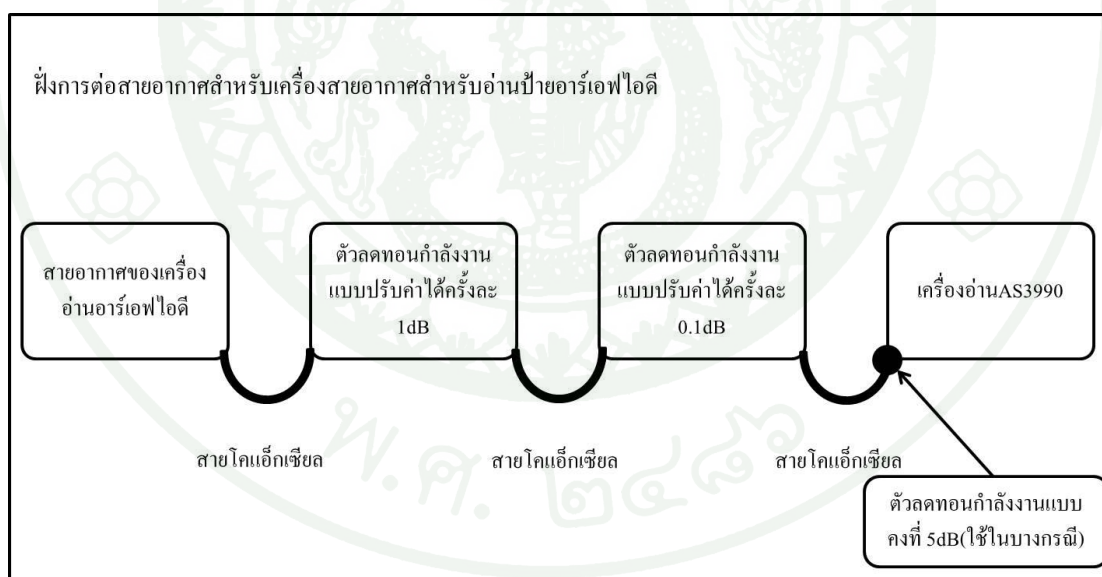 ฝั่งการต่อสายอากาศสำหรับเครื่องสายอากาศสำหรับอ่านป้ายอาร์เอฟไอดี
สายอากาศของเครื่อง
อ่านอาร์เอฟไอดี
ตัวลดทอนกำลังงาน
แบบปรับค่าได้ครั้งละ
1dB
ตัวลดทอนกำลังงาน
แบบปรับค่าได้ครั้งละ
0.1dB
เครื่องอ่านAS3990
สายโคแอ็กเซียล
สายโคแอ็กเซียล
สายโคแอ็กเซียล
ตัวลดทอนกำลังงานแบบ
คงที่ 5dB(ใช้ในบางกรณี)
พ.ศ. ๒๔๘๖